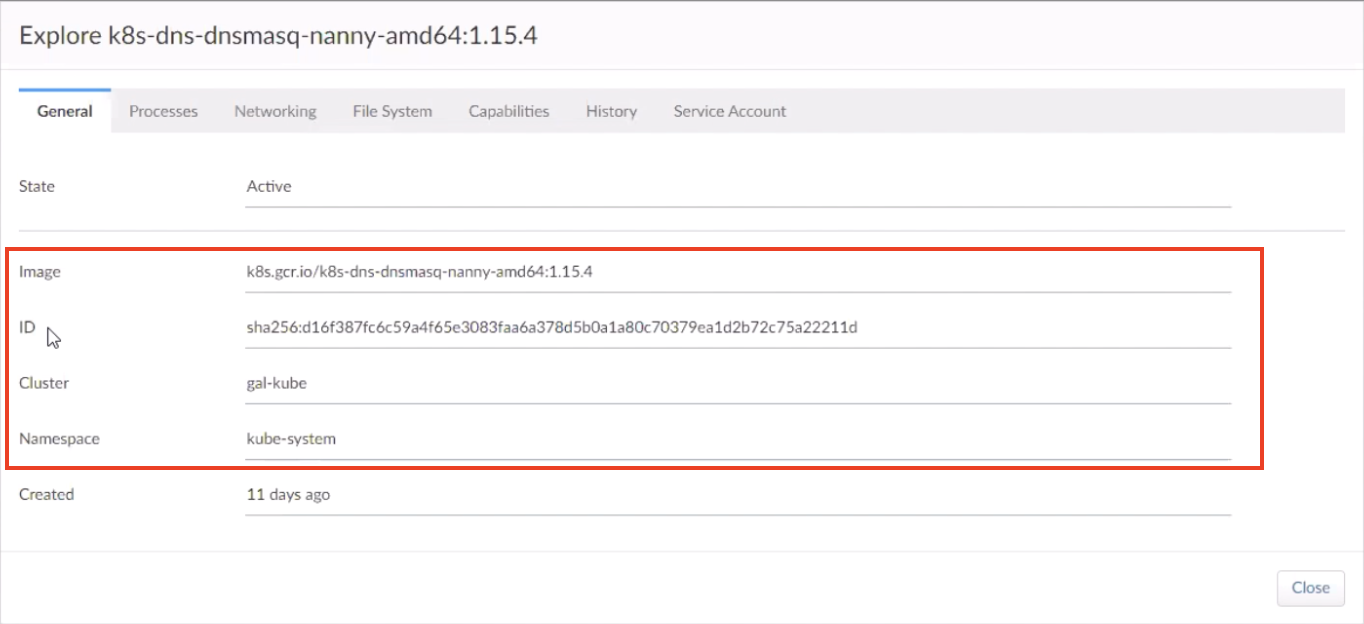 Explore k8s-dns-dnsmasq-nanny-amd64:1.15.4
General Processes Networking File System Capabilities History Service Account
State Active
Image k8s.gcr.io/k8s-dns-dnsmasq-nanny-amd64:1.15.4
ID sha256:d16f387fc6c59a4f65e3083faa6a378d5b0a1a80c70379ea1d2b72c75a22211d
Cluster gal-kube
Namespace kube-system
Created 11 days ago
Close